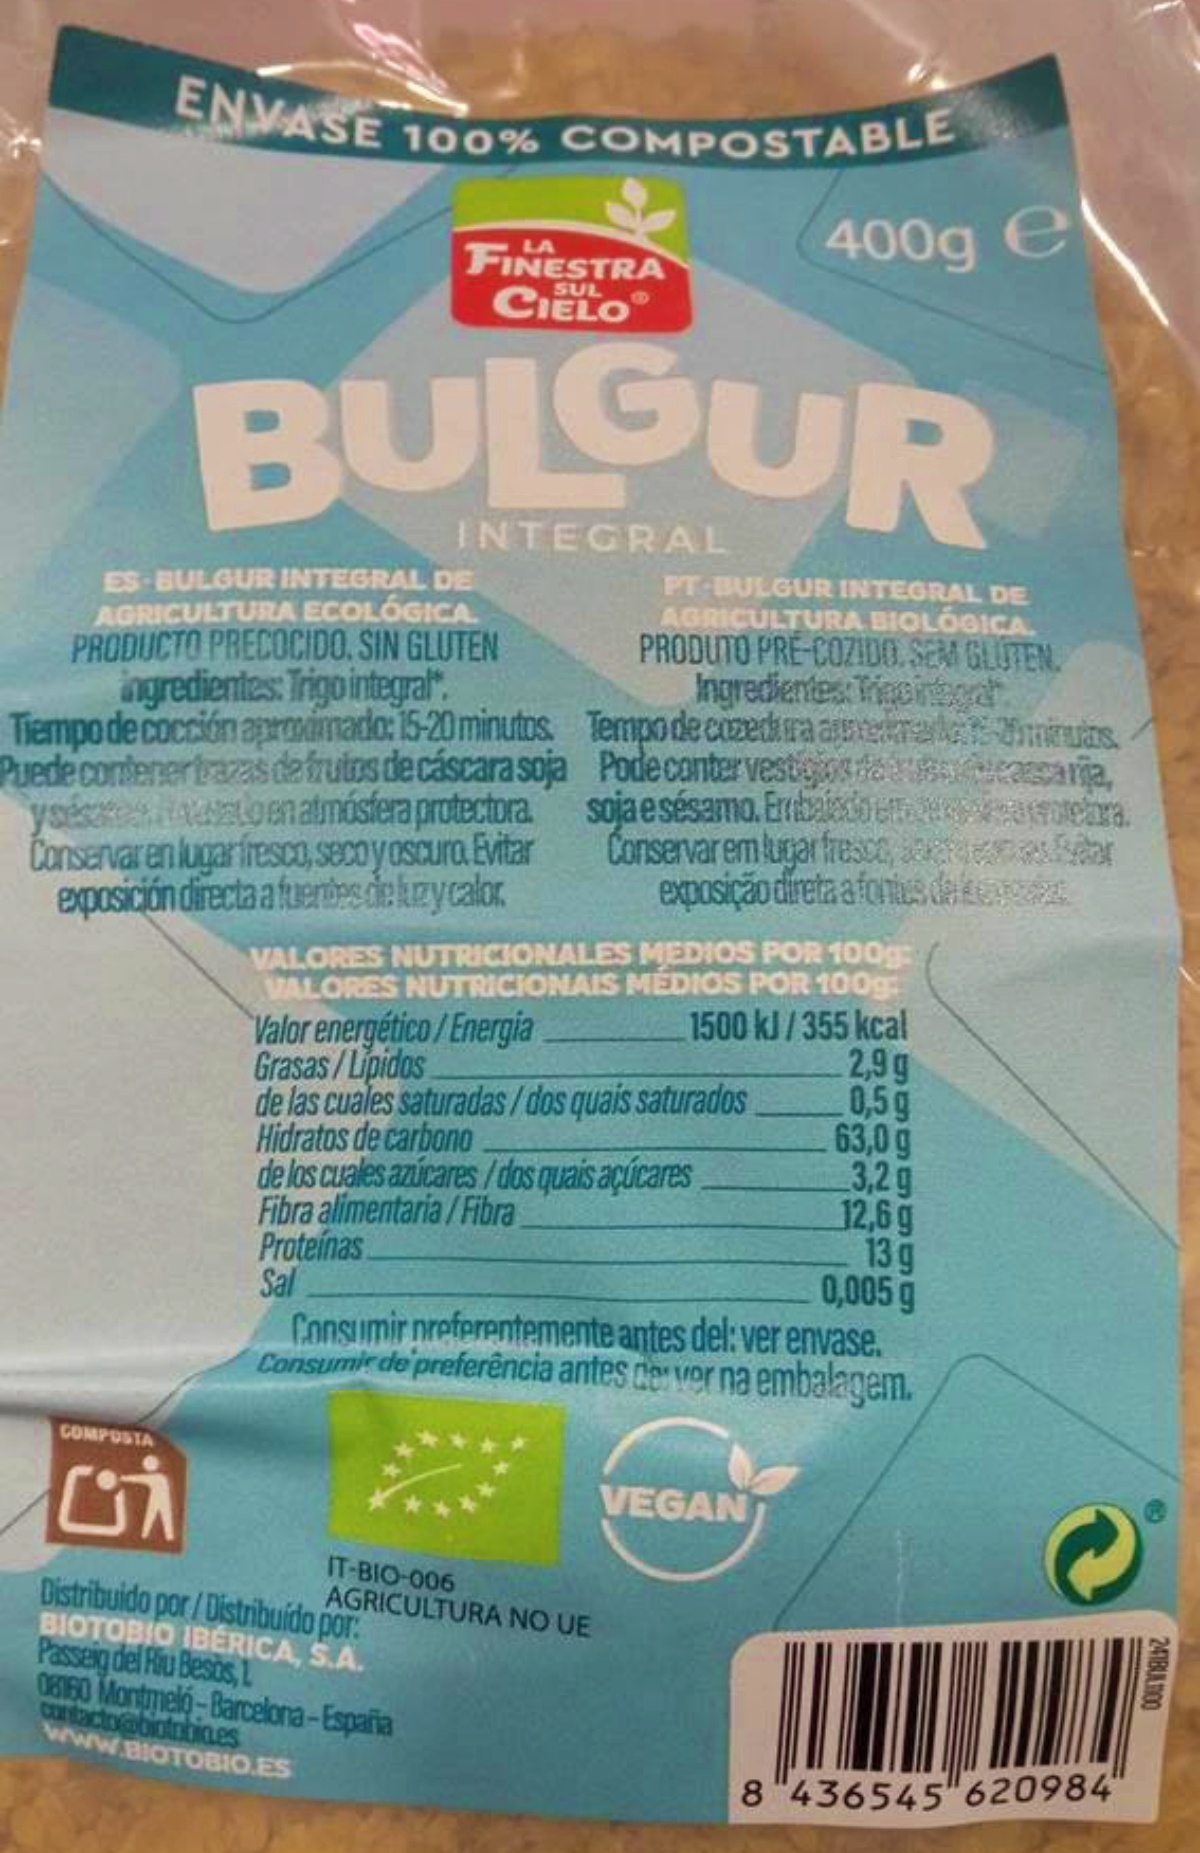 ENVASE 100% COMPOSTABLE
400g e
LA
FINESTRA
SUL
CIELO®
BULGUR
INTEGRAL
ES - BULGUR INTEGRAL DE
AGRICULTURA ECOLÓGICA.
PRODUCTO PRECOCIDO. SIN GLUTEN
ingredientes: Trigo integral*.
Tiempo de cocción aproximado: 15-20 minutos.
Puede contener trazas de frutos de cáscara soja
y en atmósfera protectora.
Conservar en lugar fresco, seco y oscuro. Evitar
exposición directa a fuentes de luz y calor.
PT - BULGUR INTEGRAL DE
AGRICULTURA BIOLÓGICA.
PRODUTO PRÉ-COZIDO. SEM GLUTEN.
Ingredientes: Trigo integral*.
Tempo de cozedura minutos.
Pode conter vestígios
soja e sésamo.
Conservar em lugar fresco,
exposição direta a fontes de
VALORES NUTRICIONALES MEDIOS POR 100g:
VALORES NUTRICIONAIS MÉDIOS POR 100g:
Valor energético / Energia 1500 kJ / 355 kcal
Grasas / Lípidos 2,9 g
de las cuales saturadas / dos quais saturados 0,5 g
Hidratos de carbono 63,0 g
de los cuales azúcares / dos quais açúcares 3,2 g
Fibra alimentaria / Fibra 12,6 g
Proteínas 13 g
Sal 0,005 g
Consumir preferentemente antes del: ver envase.
Consumir de preferência antes de: ver na embalagem.
COMPOSTA
VEGAN
IT-BIO-006
AGRICULTURA NO UE
®
Distribuido por / Distribuído por:
BIOTOBIO IBÉRICA, S.A.
Passeig del Riu Besòs, 1.
08160 Montmeló - Barcelona - España
contacto@biotobio.es
WWW.BIOTOBIO.ES
241BUL1100
8 436545 620984